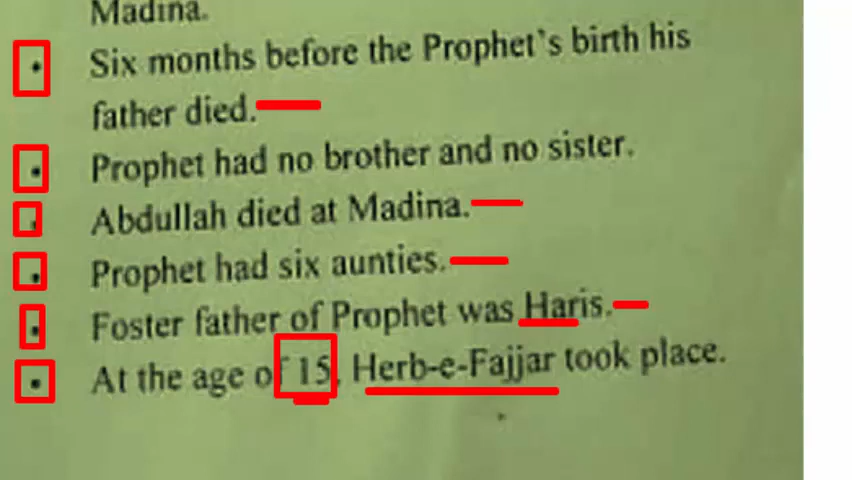 Madina.
• Six months before the Prophet's birth his
father died.
• Prophet had no brother and no sister.
• Abdullah died at Madina.
• Prophet had six aunties.
• Foster father of Prophet was Haris.
• At the age of 15, Herb-e-Fajjar took place.